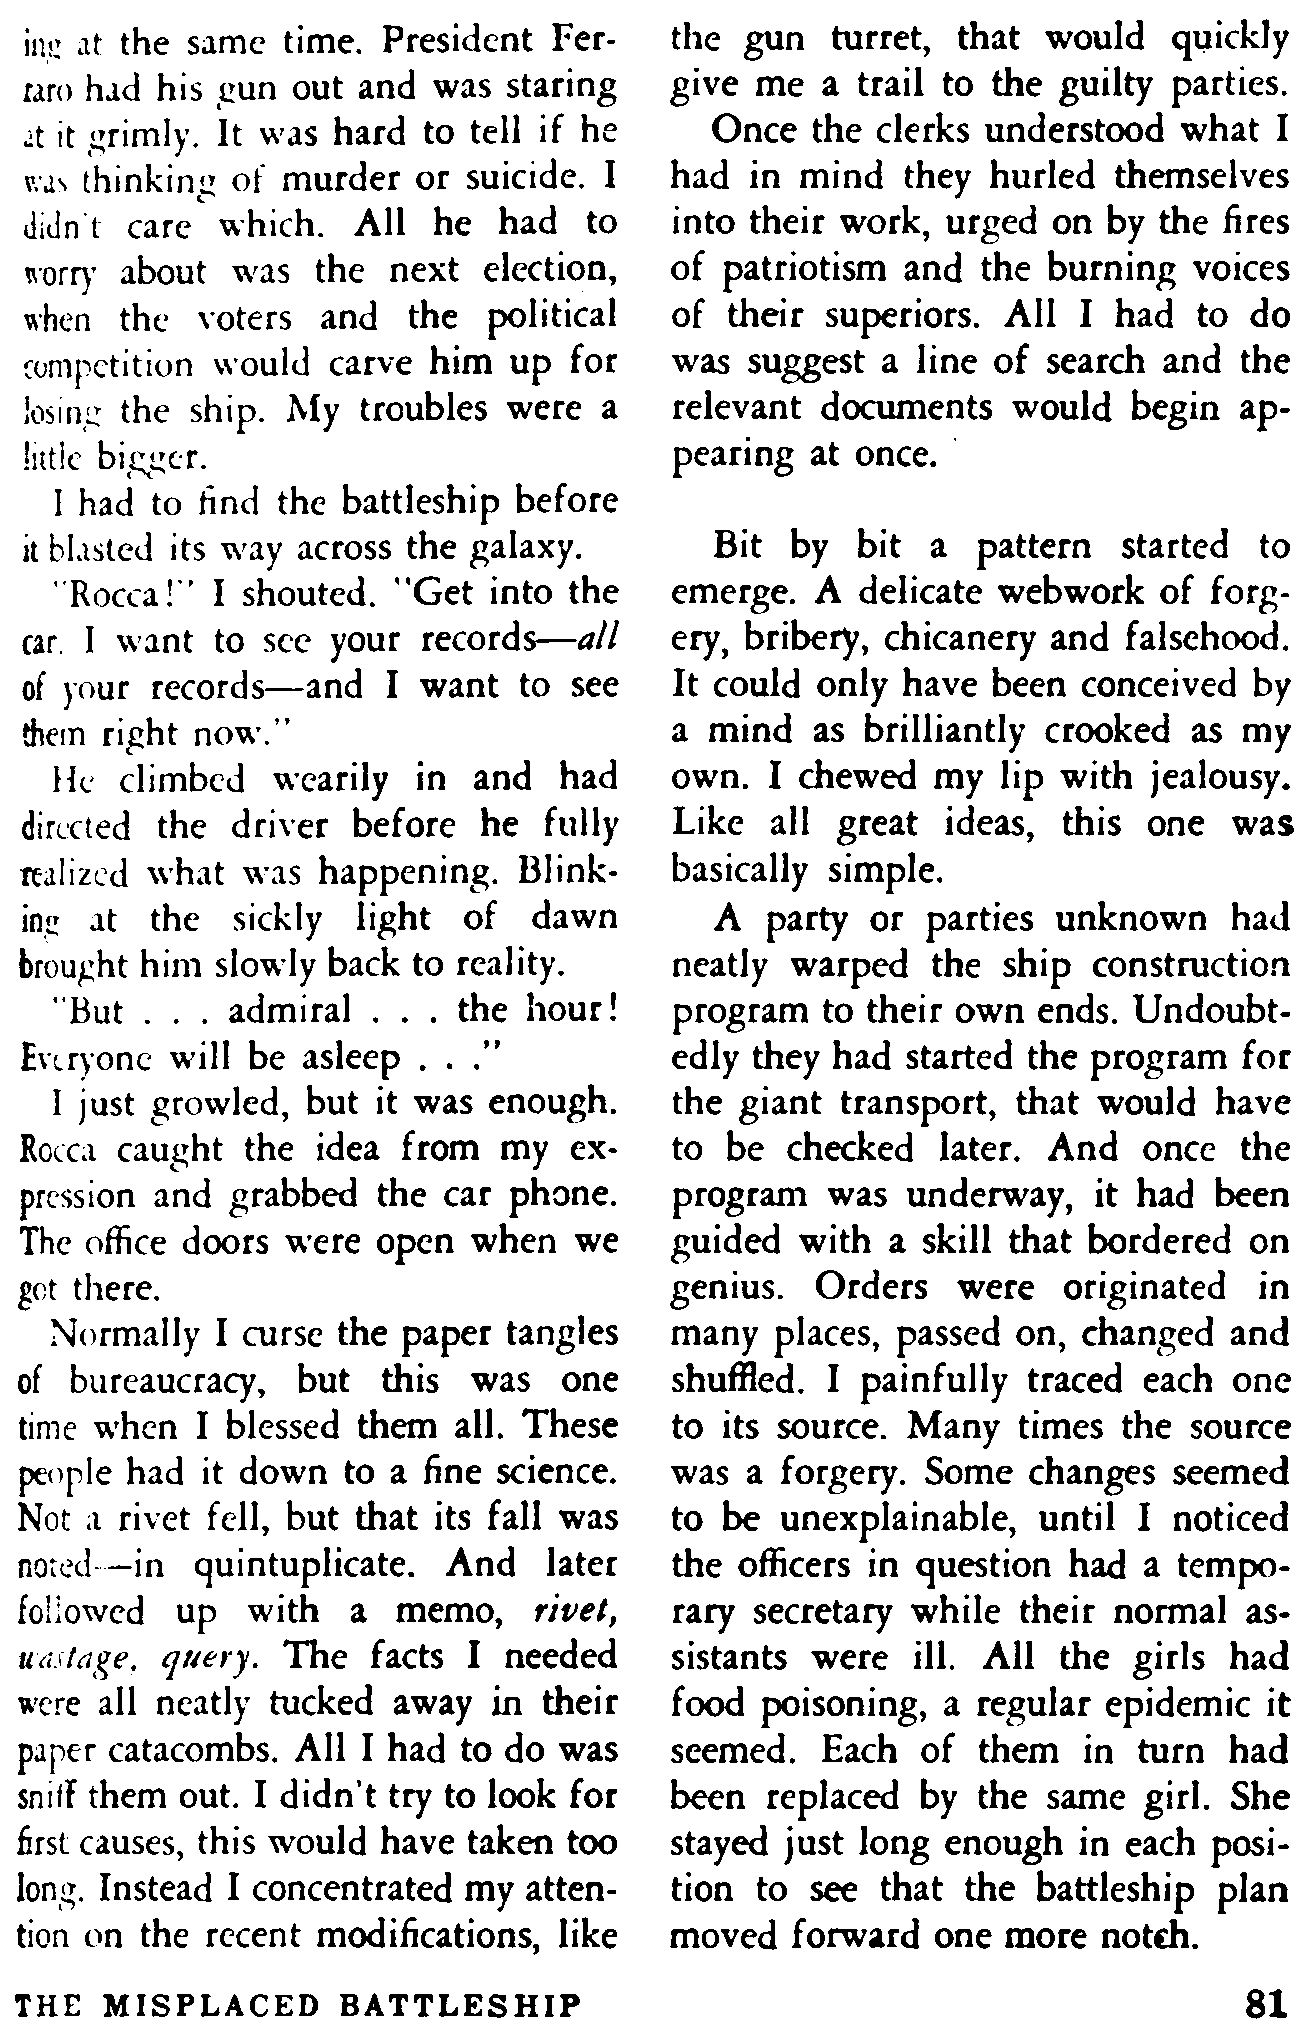 ing at the same time. President Fer-
raro had his gun out and was staring
at it grimly. It was hard to tell if he
was thinking of murder or suicide. I
didn't care which. All he had to
worry about was the next election,
when the voters and the political
competition would carve him up for
losing the ship. My troubles were a
little bigger.
I had to find the battleship before
it blasted its way across the galaxy.
"Rocca!" I shouted. "Get into the
car. I want to see your records—all
of your records—and I want to see
them right now."
He climbed wearily in and had
directed the driver before he fully
realized what was happening. Blink-
ing at the sickly light of dawn
brought him slowly back to reality.
"But . . . admiral . . . the hour!
Everyone will be asleep . . ."
I just growled, but it was enough.
Rocca caught the idea from my ex-
pression and grabbed the car phone.
The office doors were open when we
got there.
Normally I curse the paper tangles
of bureaucracy, but this was one
time when I blessed them all. These
people had it down to a fine science.
Not a rivet fell, but that its fall was
noted—in quintuplicate. And later
followed up with a memo, rivet,
wastage, query. The facts I needed
were all neatly tucked away in their
paper catacombs. All I had to do was
sniff them out. I didn't try to look for
first causes, this would have taken too
long. Instead I concentrated my atten-
tion on the recent modifications, like
the gun turret, that would quickly
give me a trail to the guilty parties.
Once the clerks understood what I
had in mind they hurled themselves
into their work, urged on by the fires
of patriotism and the burning voices
of their superiors. All I had to do
was suggest a line of search and the
relevant documents would begin ap-
pearing at once.
Bit by bit a pattern started to
emerge. A delicate webwork of forg-
ery, bribery, chicanery and falsehood.
It could only have been conceived by
a mind as brilliantly crooked as my
own. I chewed my lip with jealousy.
Like all great ideas, this one was
basically simple.
A party or parties unknown had
neatly warped the ship construction
program to their own ends. Undoubt-
edly they had started the program for
the giant transport, that would have
to be checked later. And once the
program was underway, it had been
guided with a skill that bordered on
genius. Orders were originated in
many places, passed on, changed and
shuffled. I painfully traced each one
to its source. Many times the source
was a forgery. Some changes seemed
to be unexplainable, until I noticed
the officers in question had a tempo-
rary secretary while their normal as-
sistants were ill. All the girls had
food poisoning, a regular epidemic it
seemed. Each of them in turn had
been replaced by the same girl. She
stayed just long enough in each posi-
tion to see that the battleship plan
moved forward one more notch.
THE MISPLACED BATTLESHIP 81